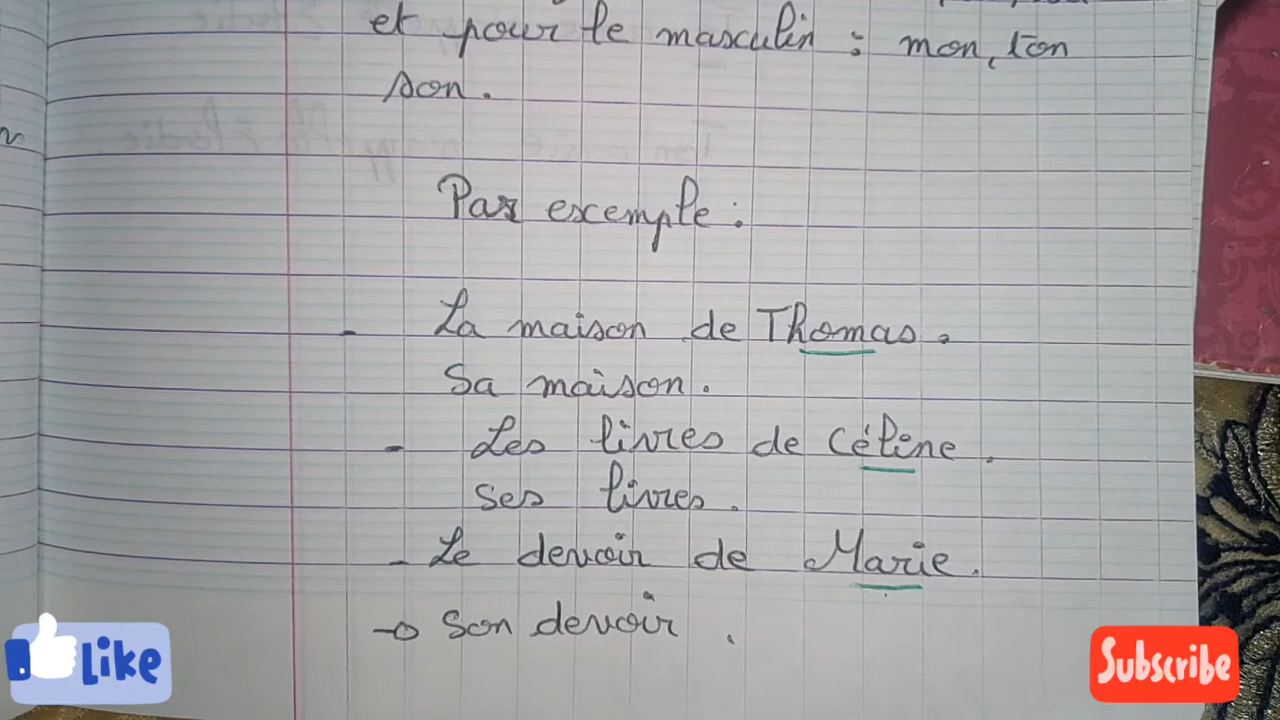 et pour le masculin : mon, ton
son.
Par exemple :
- La maison de Thomas.
Sa maison.
- Les livres de Céline.
ses livres.
- Le devoir de Marie.
→ Son devoir.
Like
Subscribe